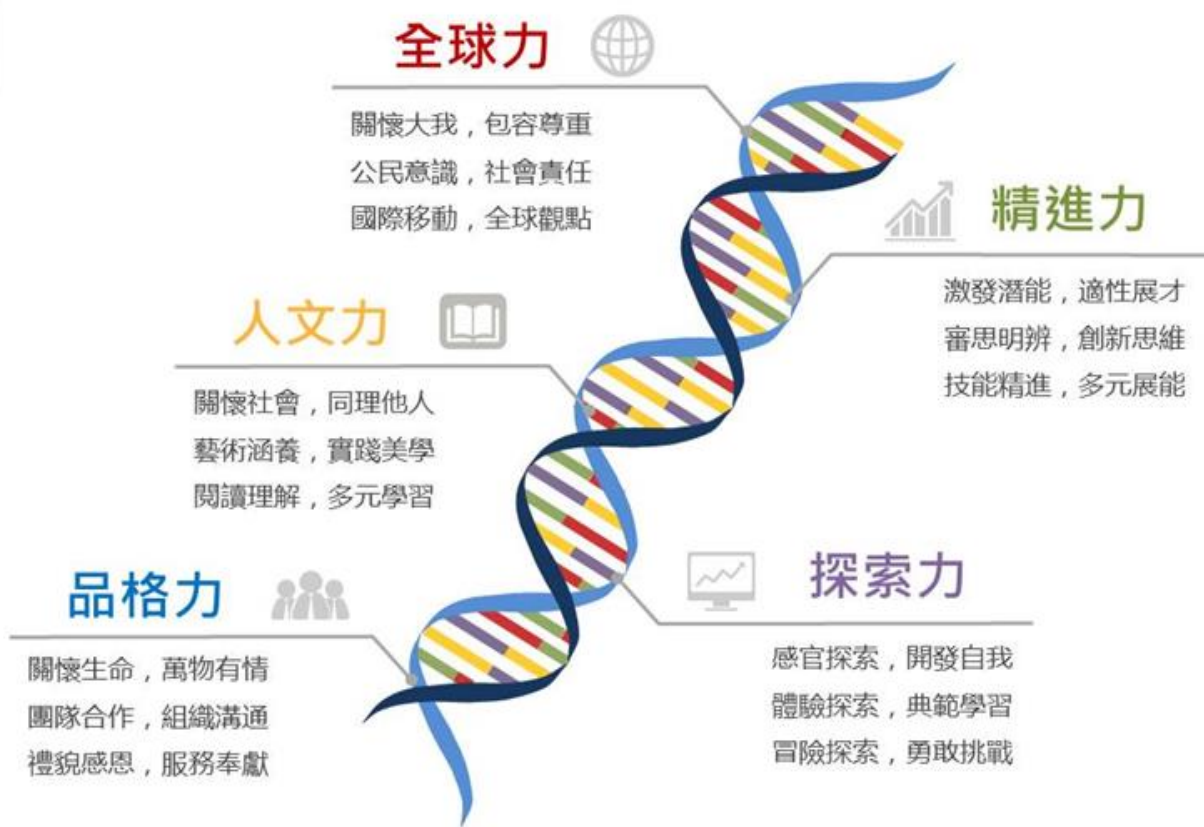 全球力
關懷大我，包容尊重
公民意識，社會責任
國際移動，全球觀點
精進力
激發潛能，適性展才
審思明辨，創新思維
技能精進，多元展能
人文力
關懷社會，同理他人
藝術涵養，實踐美學
閱讀理解，多元學習
品格力
關懷生命，萬物有情
團隊合作，組織溝通
禮貌感恩，服務奉獻
探索力
感官探索，開發自我
體驗探索，典範學習
冒險探索，勇敢挑戰